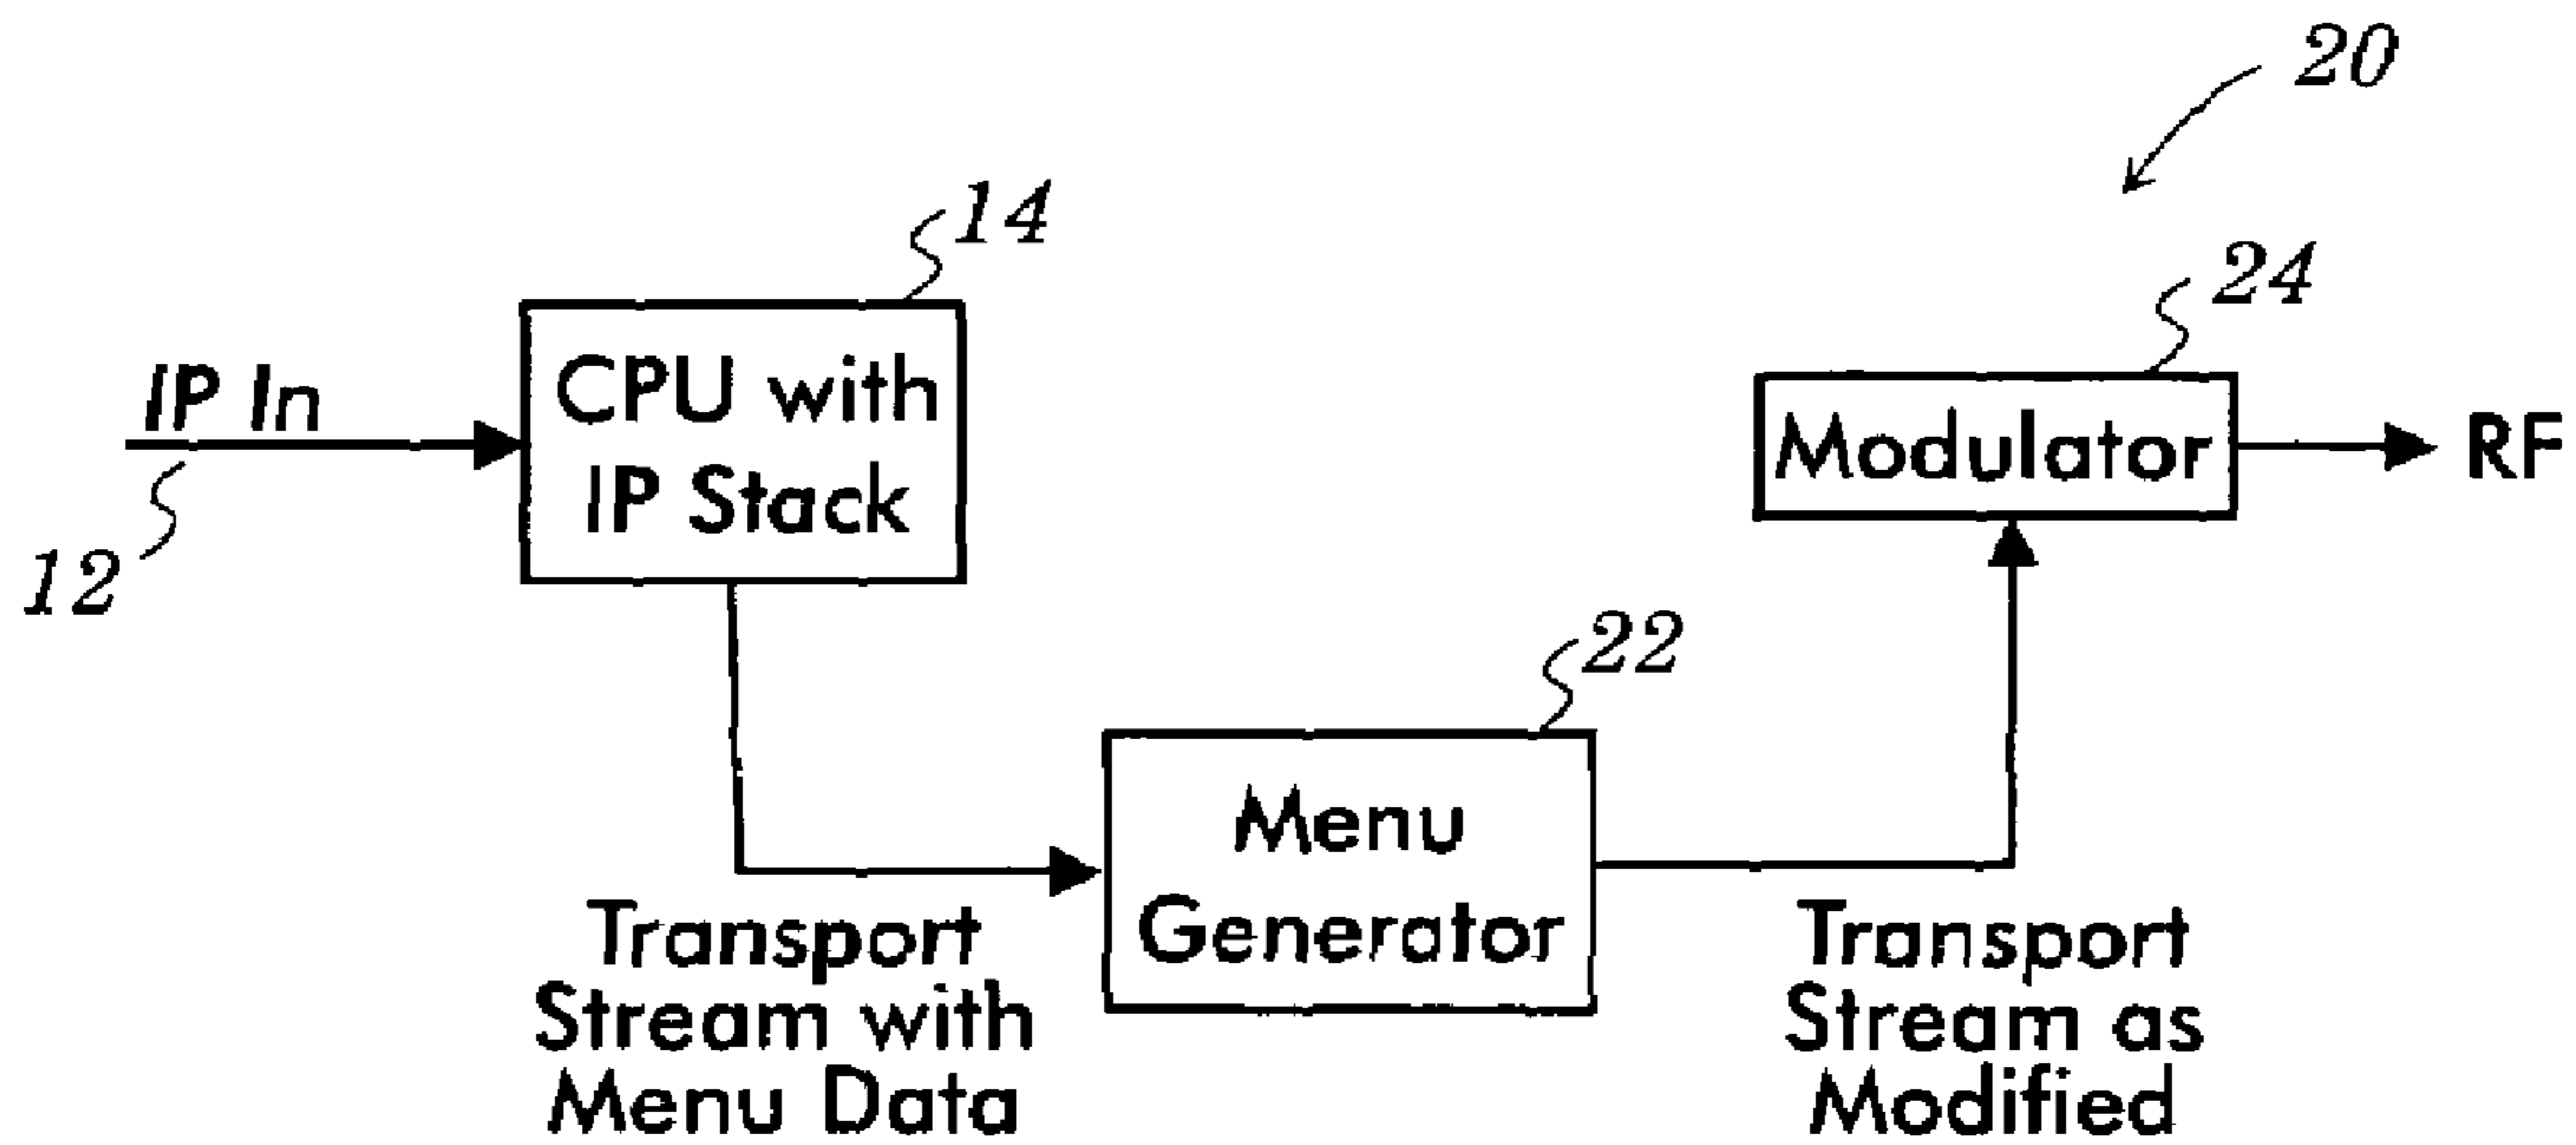 20
14
24
IP In
CPU with
IP Stack
Modulator
RF
12
22
Menu
Generator
Transport
Stream with
Menu Data
Transport
Stream as
Modified